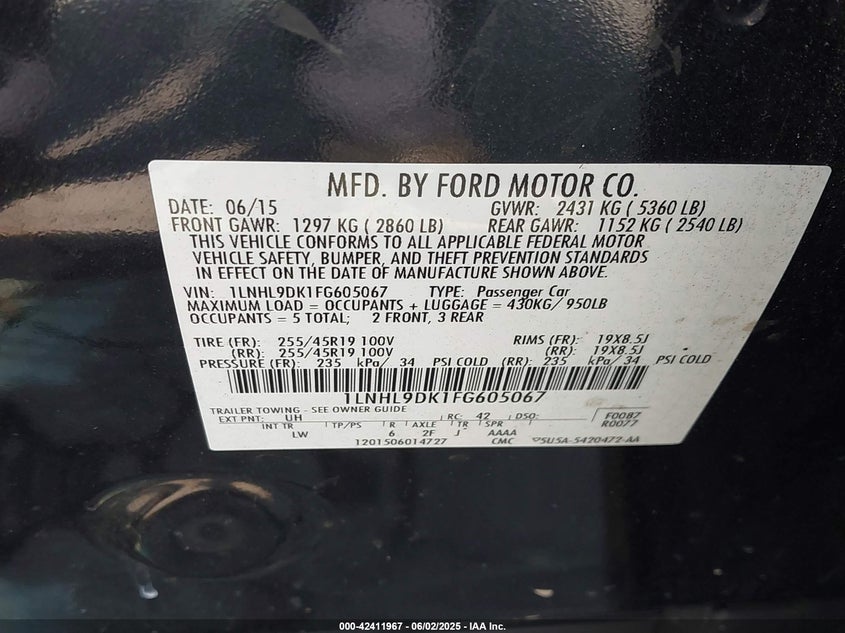 MFD. BY FORD MOTOR CO.
DATE: 06/15 GVWR: 2431 KG ( 5360 LB)
FRONT GAWR: 1297 KG ( 2860 LB) REAR GAWR: 1152 KG ( 2540 LB)
THIS VEHICLE CONFORMS TO ALL APPLICABLE FEDERAL MOTOR
VEHICLE SAFETY, BUMPER, AND THEFT PREVENTION STANDARDS
IN EFFECT ON THE DATE OF MANUFACTURE SHOWN ABOVE.
VIN: 1LNHL9DK1FG605067 TYPE: Passenger Car
MAXIMUM LOAD = OCCUPANTS + LUGGAGE = 430KG/ 950LB
OCCUPANTS = 5 TOTAL; 2 FRONT, 3 REAR
TIRE (FR): 255/45R19 100V RIMS (FR): 19X8.5J
(RR): 255/45R19 100V (RR): 19X8.5J
PRESSURE (FR): 235 kPa/ 34 PSI COLD (RR): 235 kPa/ 34 PSI COLD
1LNHL9DK1FG605067
TRAILER TOWING - SEE OWNER GUIDE
EXT PNT: UH RC: 42 DSO: F0087
R0077
INT TR TP/PS R AXLE TR SPR
LW 6 2F J AAAA
1201506014727 CMC 5U5A-5420472-AA
000-42411967 - 06/02/2025 - IAA Inc.